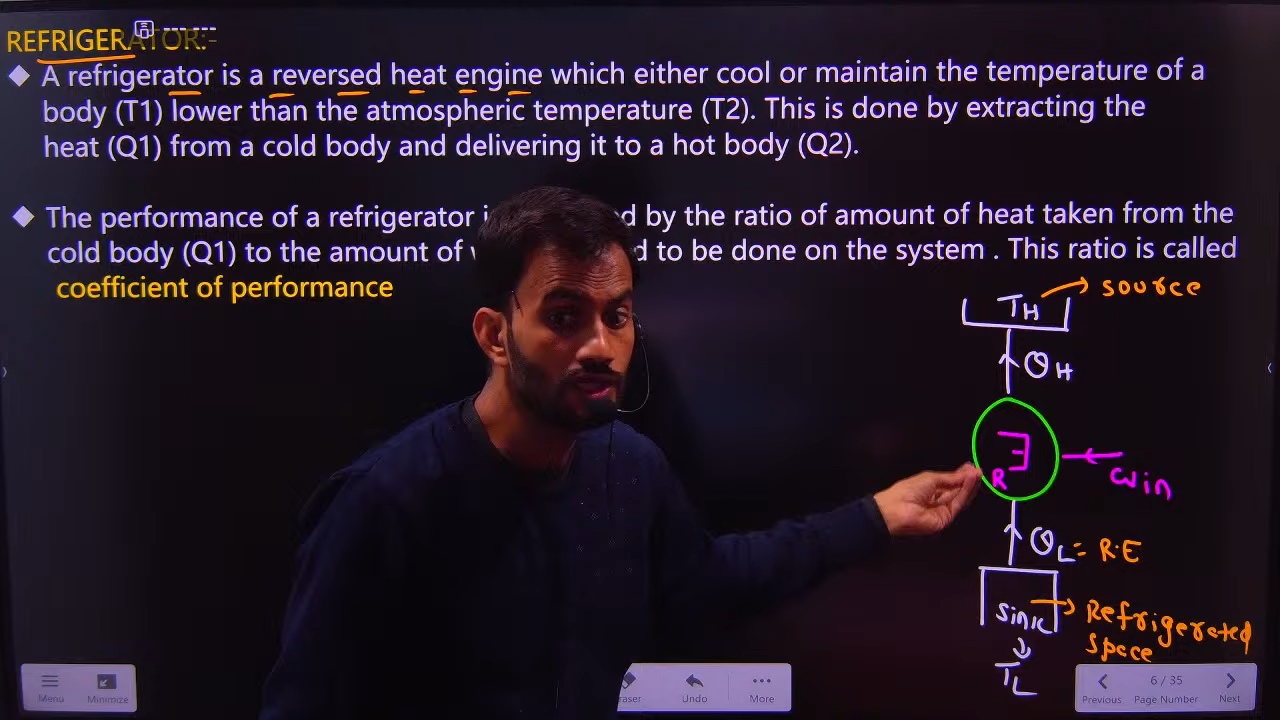 REFRIGERATOR:-
◆ A refrigerator is a reversed heat engine which either cool or maintain the temperature of a
body (T1) lower than the atmospheric temperature (T2). This is done by extracting the
heat (Q1) from a cold body and delivering it to a hot body (Q2).
◆ The performance of a refrigerator d by the ratio of amount of heat taken from the
cold body (Q1) to the amount of d to be done on the system . This ratio is called
coefficient of performance
TH source
QH
E
R
Win
QL = R.E
Sink Refrigerated
space
TL
Menu Minimize
raser Undo More
6 / 35
Previous Page Number Next